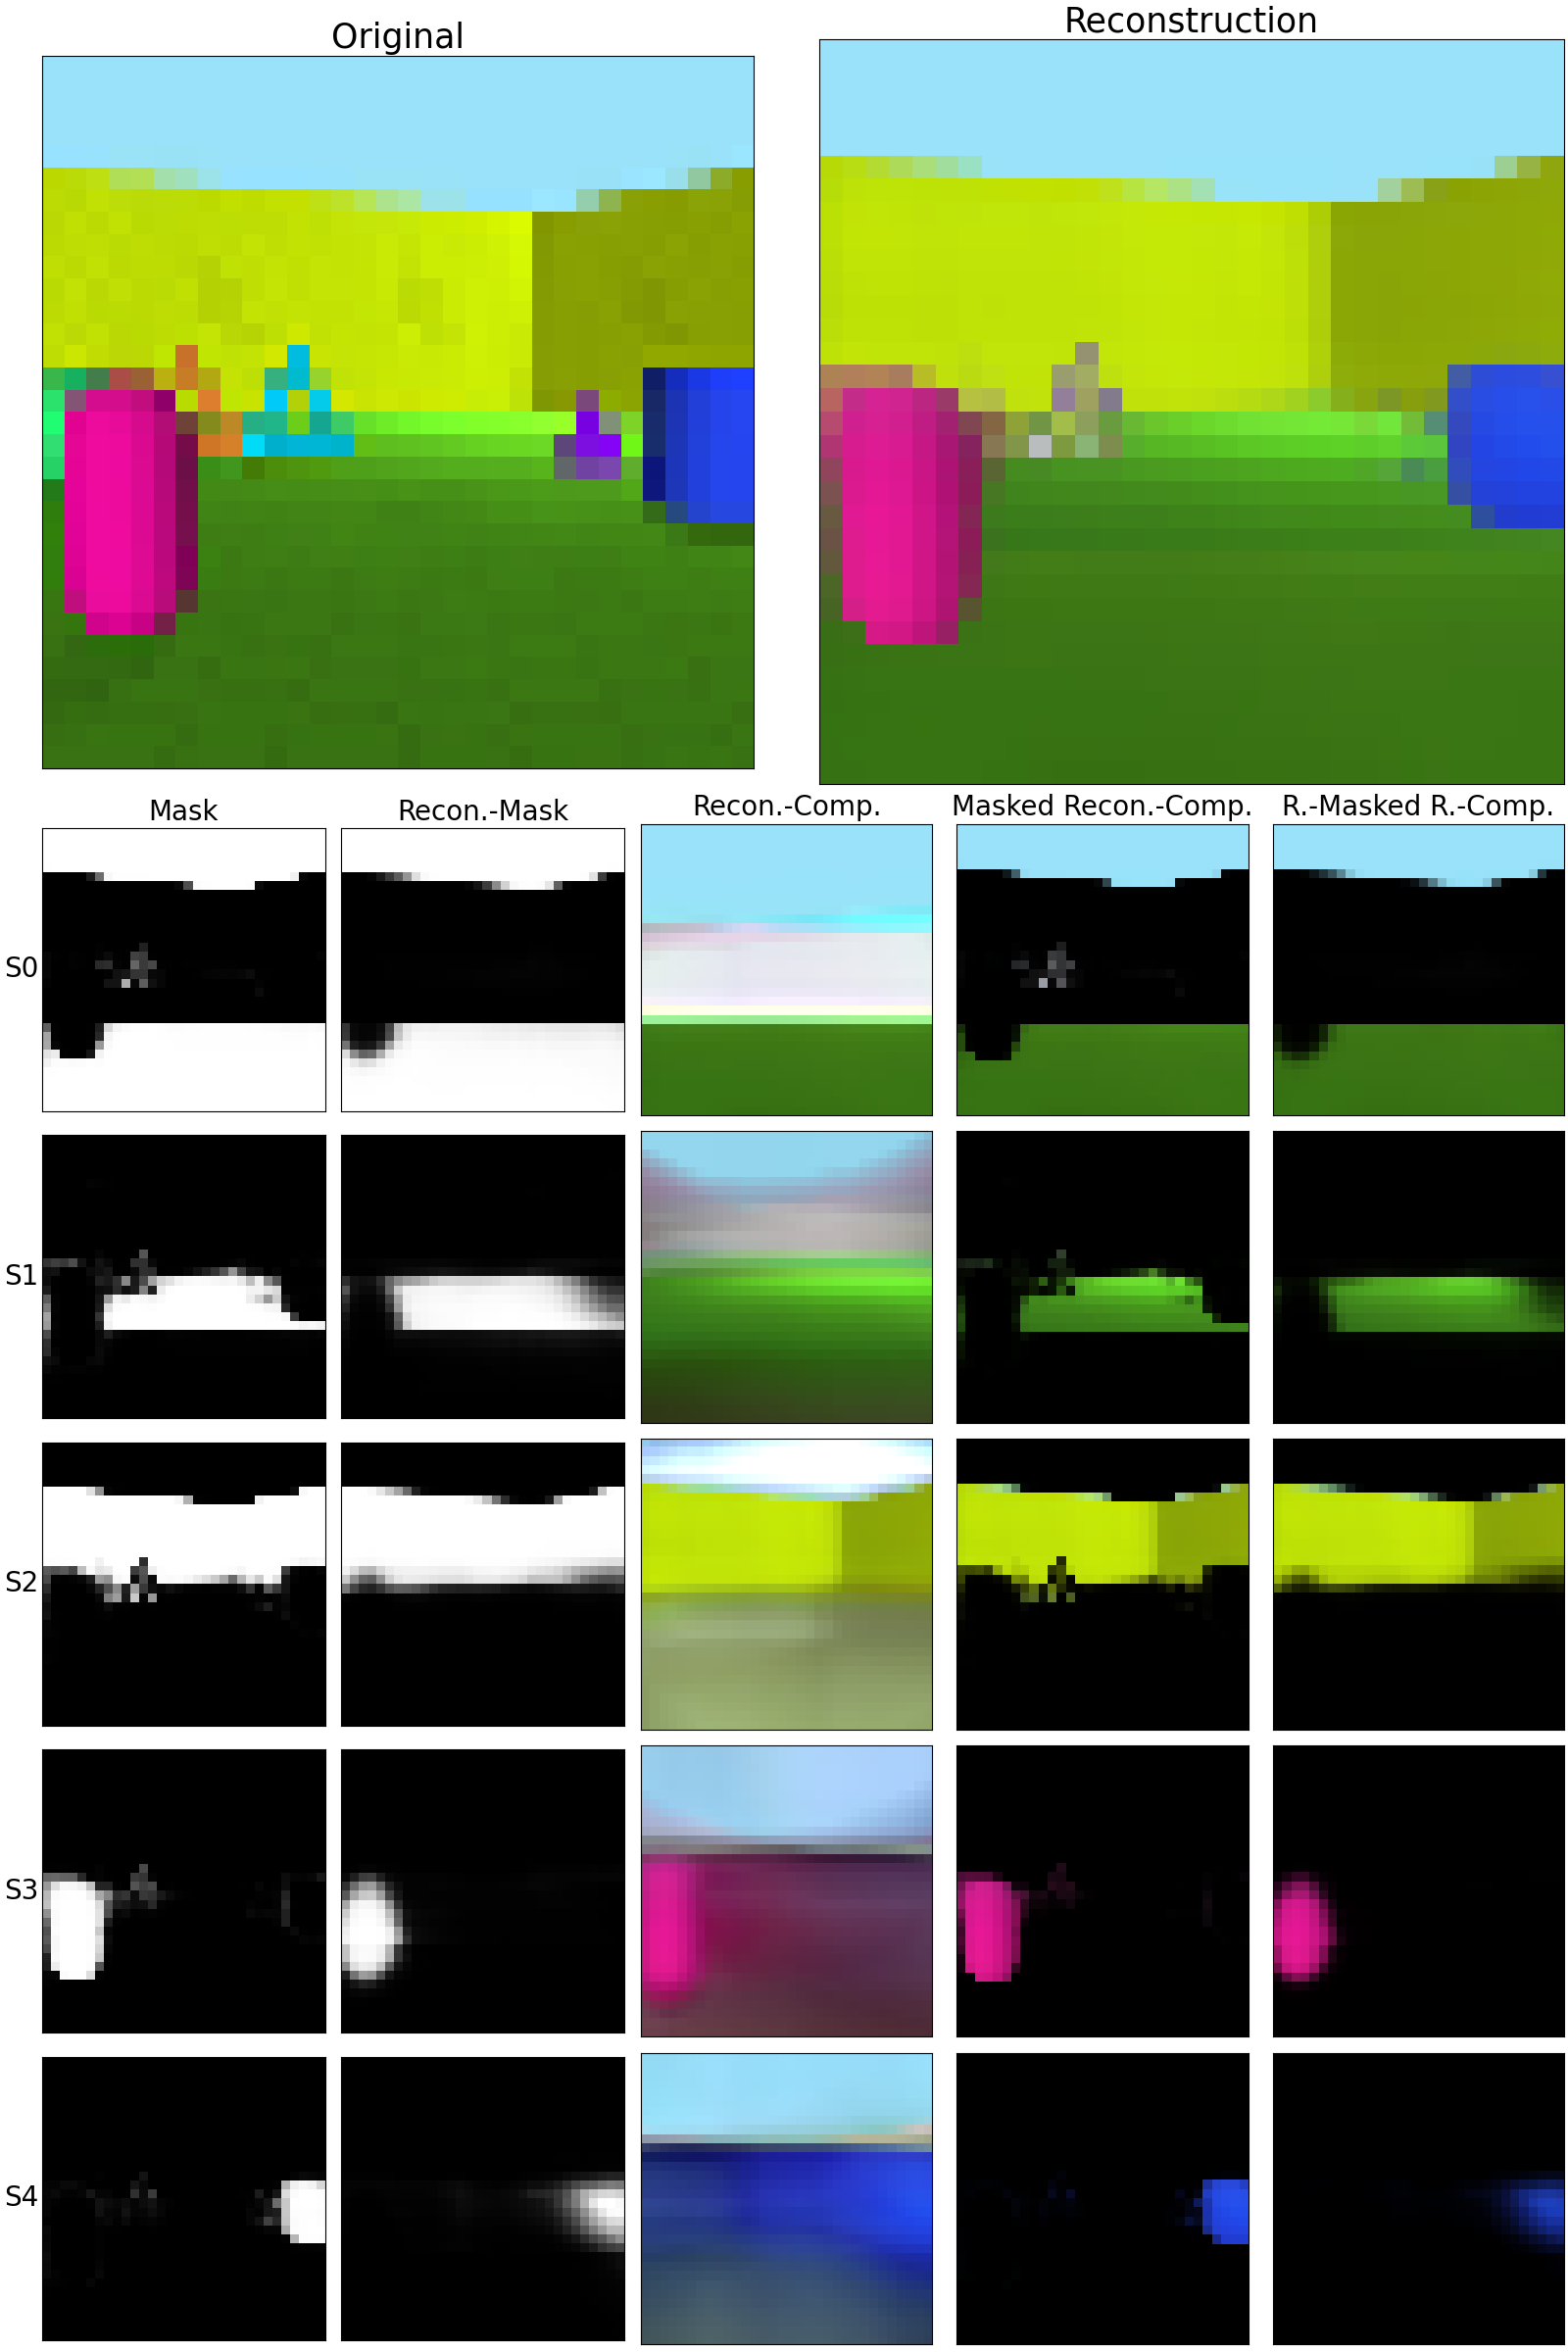 Original
Reconstruction
Mask
Recon.-Mask
Recon.-Comp.
Masked Recon.-Comp.
R.-Masked R.-Comp.
S0
S1
S2
S3
S4